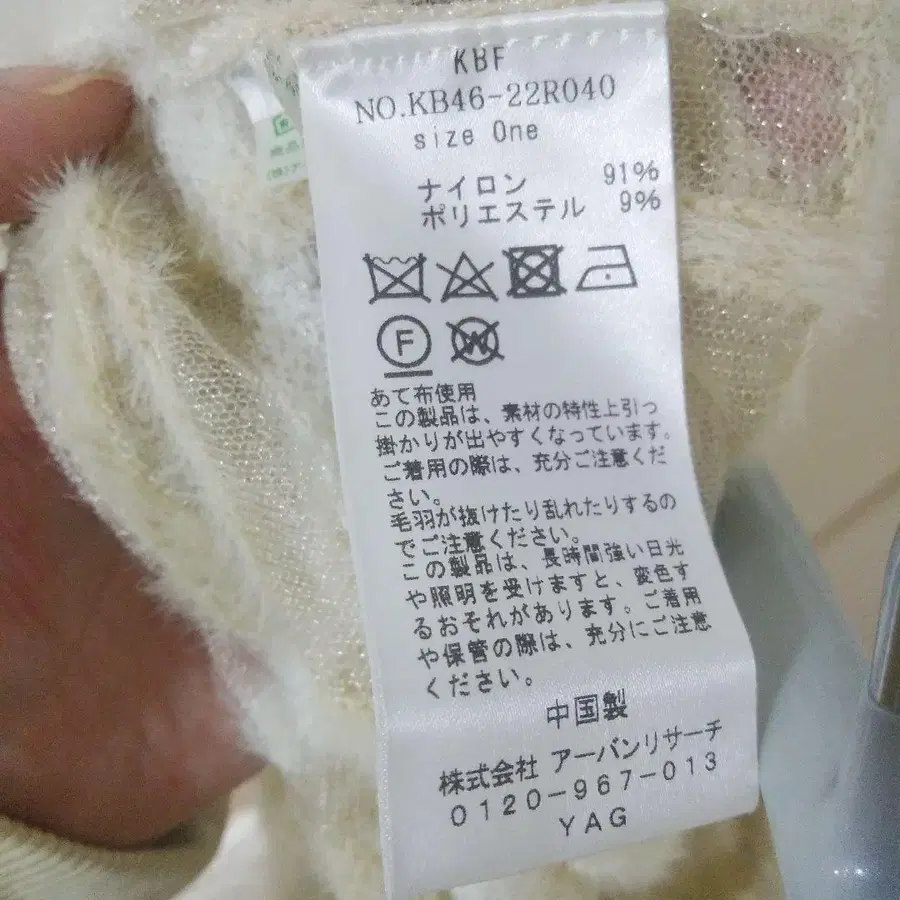 KBF
NO.KB46-22R040
size One
ナイロン 91%
ポリエステル 9%
F
W
あて布使用
この製品は、素材の特性上引っ
掛かりが出やすくなっています。
ご着用の際は、充分ご注意くだ
さい。
毛羽が抜けたり乱れたりするの
でご注意ください。
この製品は、長時間強い日光
や照明を受けますと、変色す
るおそれがあります。ご着用
や保管の際は、充分にご注意
ください。
中国製
株式会社 アーバンリサーチ
0120-967-013
YAG